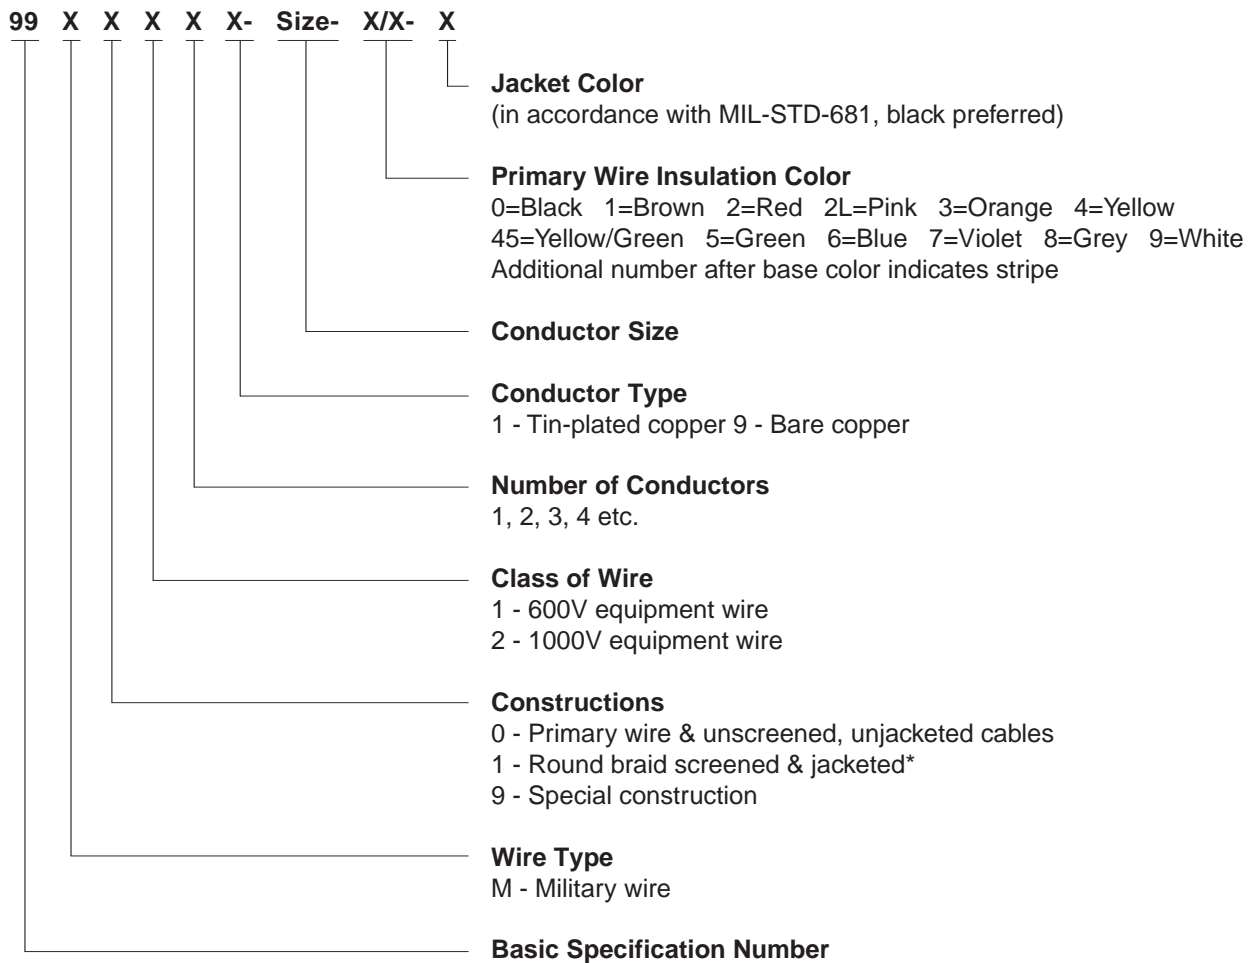 99 X X X X X- Size- X/X- X
Jacket Color
(in accordance with MIL-STD-681, black preferred)
Primary Wire Insulation Color
0=Black 1=Brown 2=Red 2L=Pink 3=Orange 4=Yellow
45=Yellow/Green 5=Green 6=Blue 7=Violet 8=Grey 9=White
Additional number after base color indicates stripe
Conductor Size
Conductor Type
1 - Tin-plated copper 9 - Bare copper
Number of Conductors
1, 2, 3, 4 etc.
Class of Wire
1 - 600V equipment wire
2 - 1000V equipment wire
Constructions
0 - Primary wire & unscreened, unjacketed cables
1 - Round braid screened & jacketed*
9 - Special construction
Wire Type
M - Military wire
Basic Specification Number